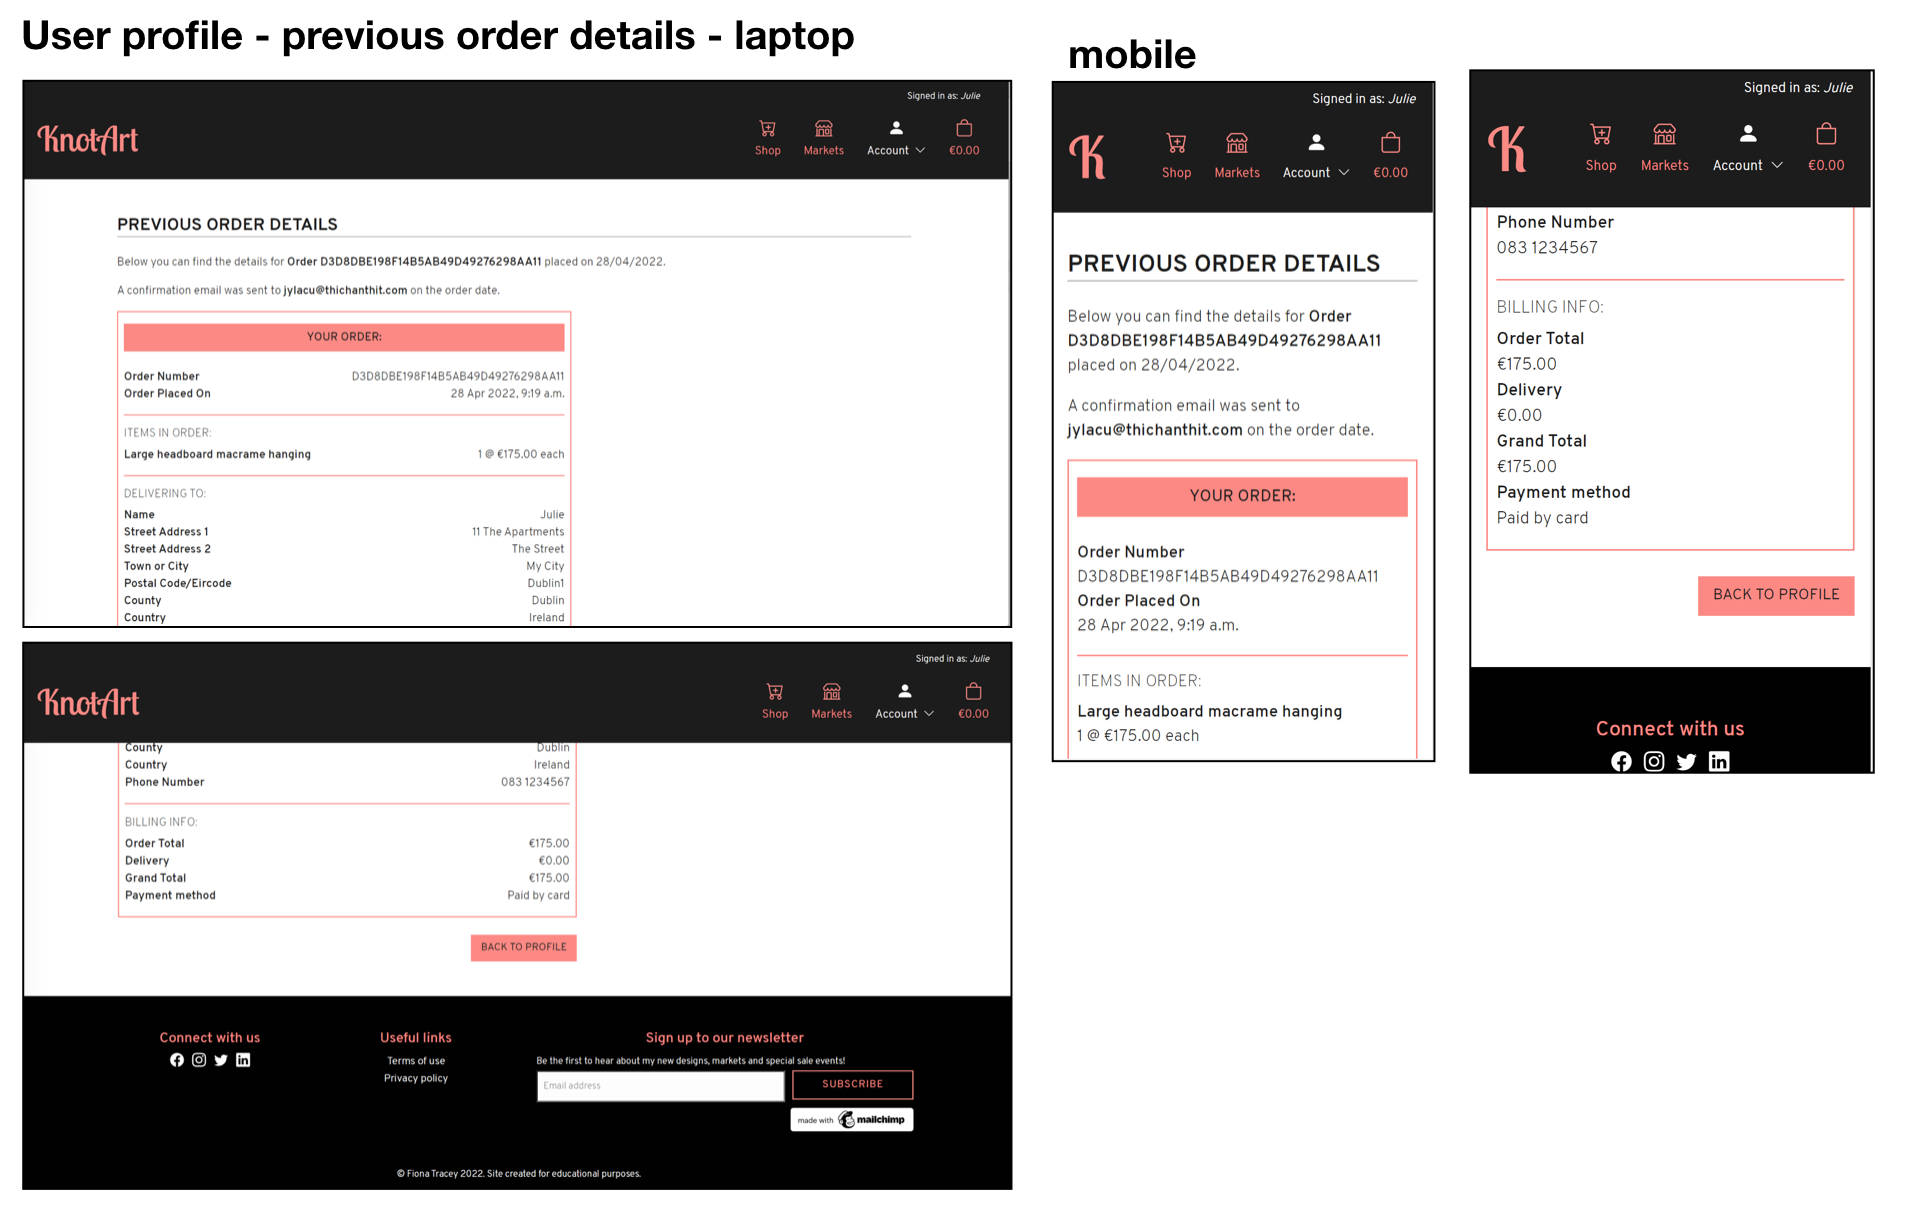 User profile - previous order details - laptop
Signed in as: Julie
KnotArt
Shop Markets Account €0.00
PREVIOUS ORDER DETAILS
Below you can find the details for Order D3D8DBE198F14B5AB49D49276298AA11 placed on 28/04/2022.
A confirmation email was sent to jylacu@thichanthit.com on the order date.
YOUR ORDER:
Order Number D3D8DBE198F14B5AB49D49276298AA11
Order Placed On 28 Apr 2022, 9:19 a.m.
ITEMS IN ORDER:
Large headboard macrame hanging 1 @ €175.00 each
DELIVERING TO:
Name Julie
Street Address 1 11 The Apartments
Street Address 2 The Street
Town or City My City
Postal Code/Eircode Dublin1
County Dublin
Country Ireland
Signed in as: Julie
KnotArt
Shop Markets Account €0.00
County Dublin
Country Ireland
Phone Number 083 1234567
BILLING INFO:
Order Total €175.00
Delivery €0.00
Grand Total €175.00
Payment method Paid by card
BACK TO PROFILE
Connect with us
Useful links
Terms of use
Privacy policy
Sign up to our newsletter
Be the first to hear about my new designs, markets and special sale events!
Email address SUBSCRIBE
made with mailchimp
© Fiona Tracey 2022. Site created for educational purposes.
mobile
Signed in as: Julie
K
Shop Markets Account €0.00
PREVIOUS ORDER DETAILS
Below you can find the details for Order
D3D8DBE198F14B5AB49D49276298AA11
placed on 28/04/2022.
A confirmation email was sent to
jylacu@thichanthit.com on the order date.
YOUR ORDER:
Order Number
D3D8DBE198F14B5AB49D49276298AA11
Order Placed On
28 Apr 2022, 9:19 a.m.
ITEMS IN ORDER:
Large headboard macrame hanging
1 @ €175.00 each
Signed in as: Julie
K
Shop Markets Account €0.00
Phone Number
083 1234567
BILLING INFO:
Order Total
€175.00
Delivery
€0.00
Grand Total
€175.00
Payment method
Paid by card
BACK TO PROFILE
Connect with us